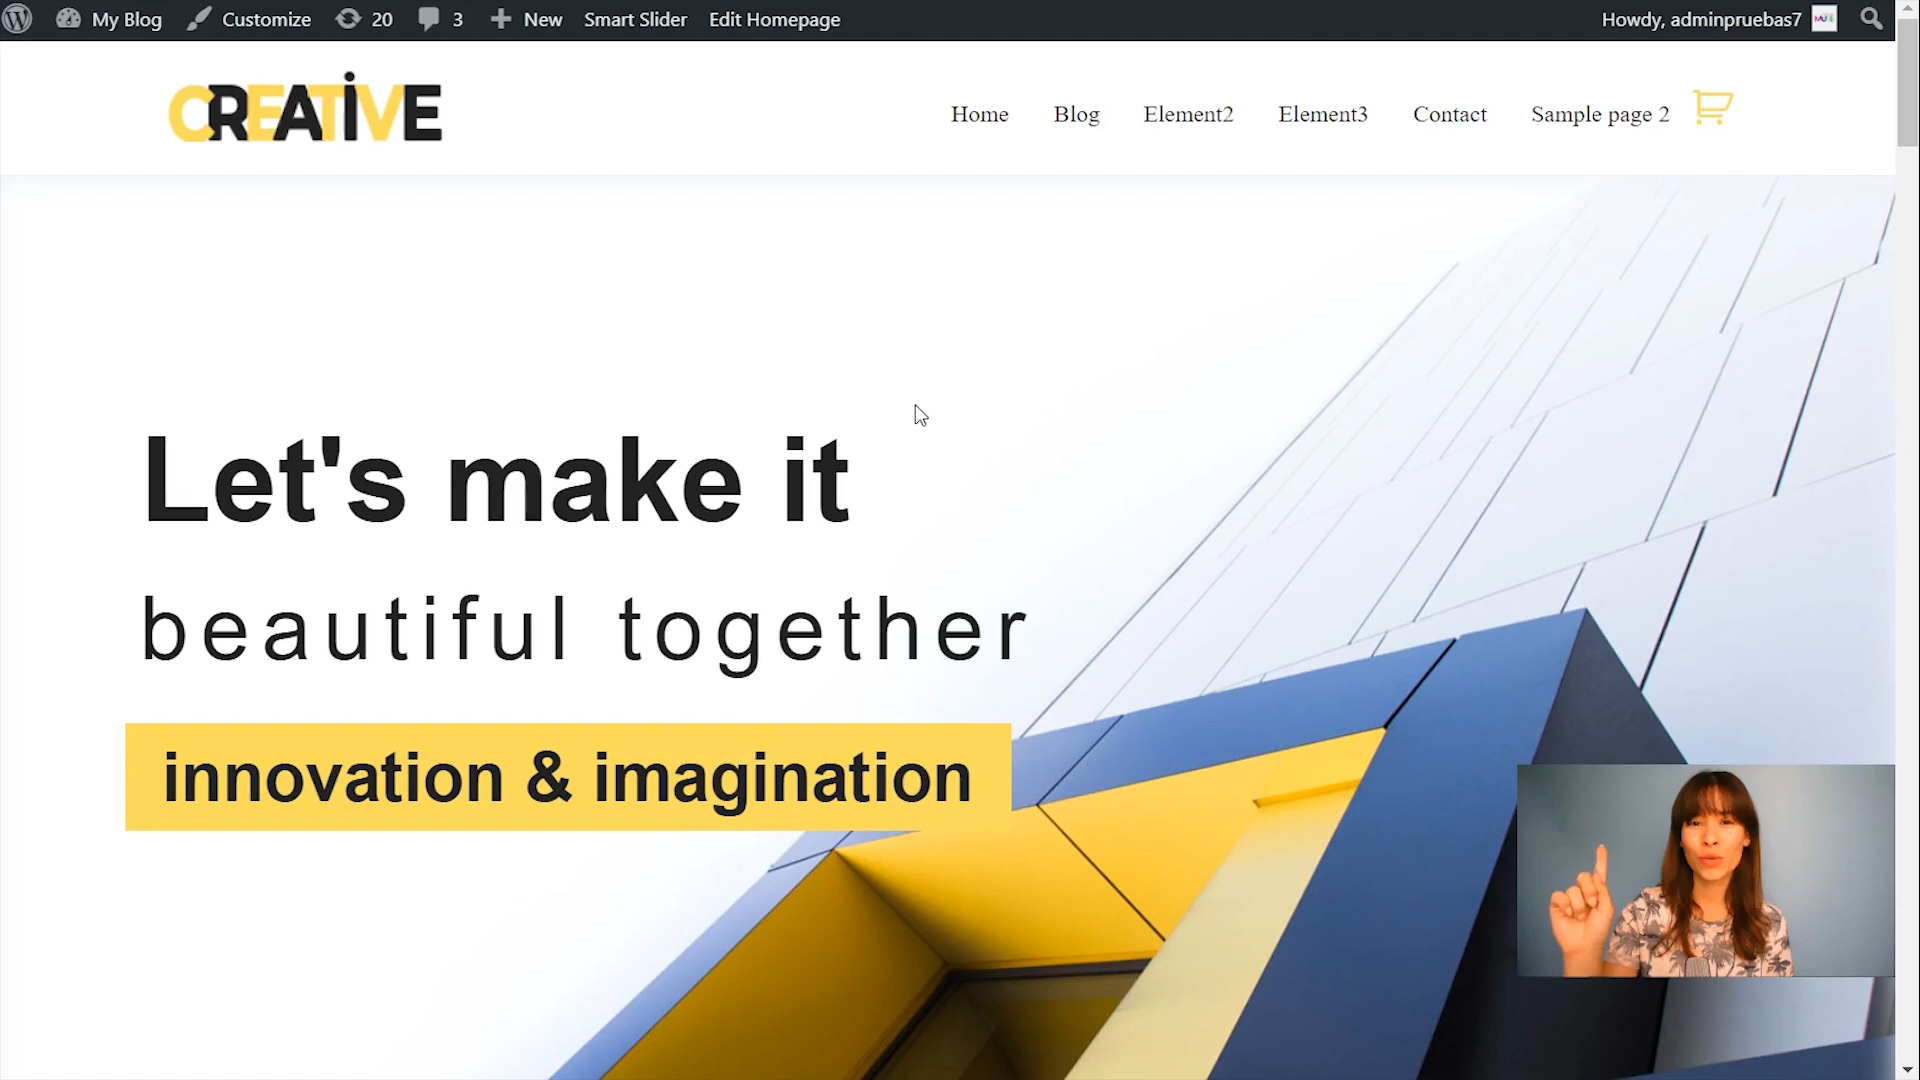 My Blog Customize 20 3 New Smart Slider Edit Homepage Howdy, adminpruebas7
CREATIVE
Home Blog Element2 Element3 Contact Sample page 2
Let's make it
beautiful together
innovation & imagination